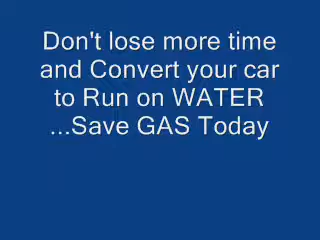 Don't lose more time
and Convert your car
to Run on WATER
...Save GAS Today